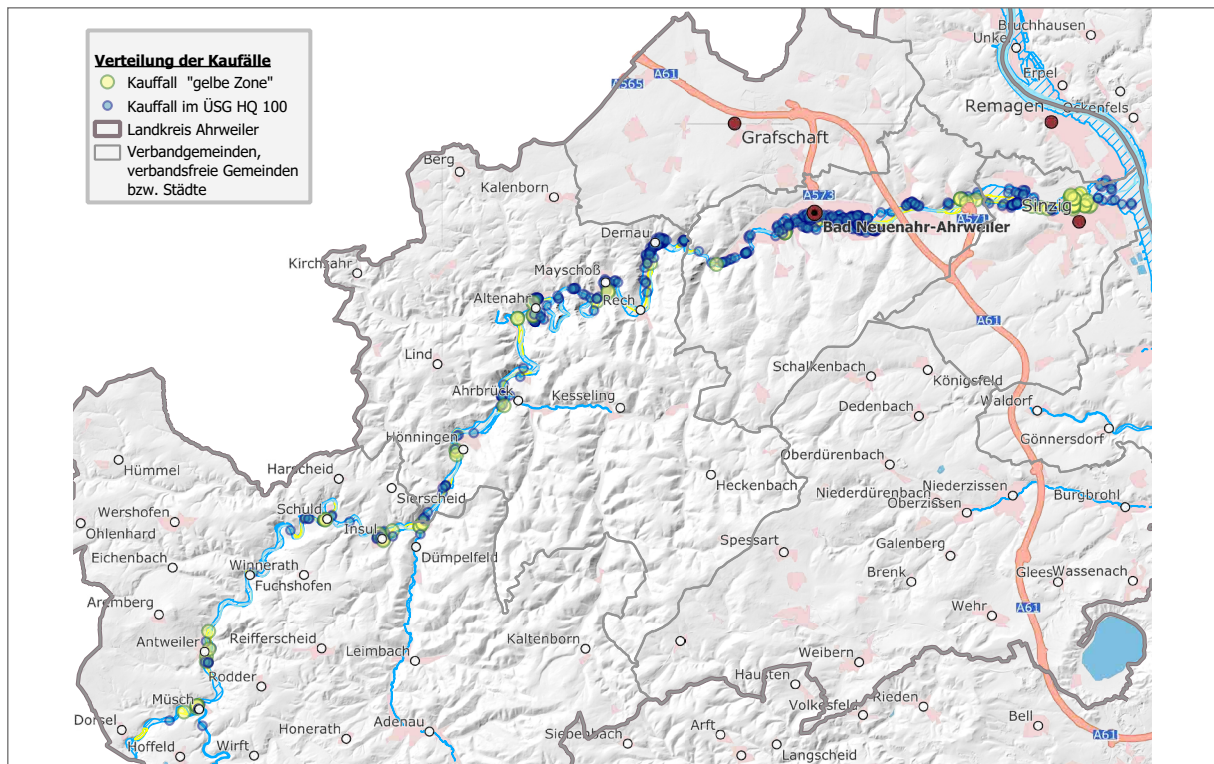 Verteilung der Kaufälle
Kauffall "gelbe Zone"
Kauffall im ÜSG HQ 100
Landkreis Ahrweiler
Verbandgemeinden,
verbandsfreie Gemeinden
bzw. Städte
Bruchhausen
Unkel
Erpel
Ockenfels
Remagen
A61
A565
Grafschaft
Berg
Kalenborn
A573
Sinzig
A571
Bad Neuenahr-Ahrweiler
Dernau
Kirchsahr
Mayschoß
Altenahr
Rech
A61
Lind
Schalkenbach
Königsfeld
Ahrbrück
Kesseling
Waldorf
Dedenbach
Gönnersdorf
Hönningen
Hümmel
Harscheid
Oberdürenbach
Heckenbach
Sierscheid
Niederdürenbach
Niederzissen
Burgbrohl
Wershofen
Schuld
Oberzissen
Ohlenhard
Insul
Eichenbach
Dümpelfeld
Spessart
Galenberg
Winnerath
Fuchshofen
Brenk
Glees
Wassenach
Aremberg
Wehr
A61
Antweiler
Reifferscheid
Kaltenborn
Leimbach
Weibern
Rodder
Hausten
Müsch
Rieden
Dorsel
Volkesfeld
Honerath
Adenau
Siebenbach
Arft
Bell
A61
Hoffeld
Wirft
Langscheid